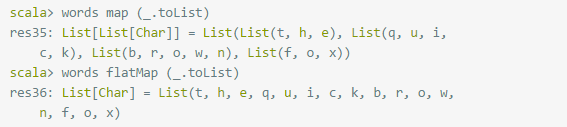 scala> words map (_.toList)
res35: List[List[Char]] = List(List(t, h, e), List(q, u, i,
c, k), List(b, r, o, w, n), List(f, o, x))
scala> words flatMap (_.toList)
res36: List[Char] = List(t, h, e, q, u, i, c, k, b, r, o, w,
n, f, o, x)